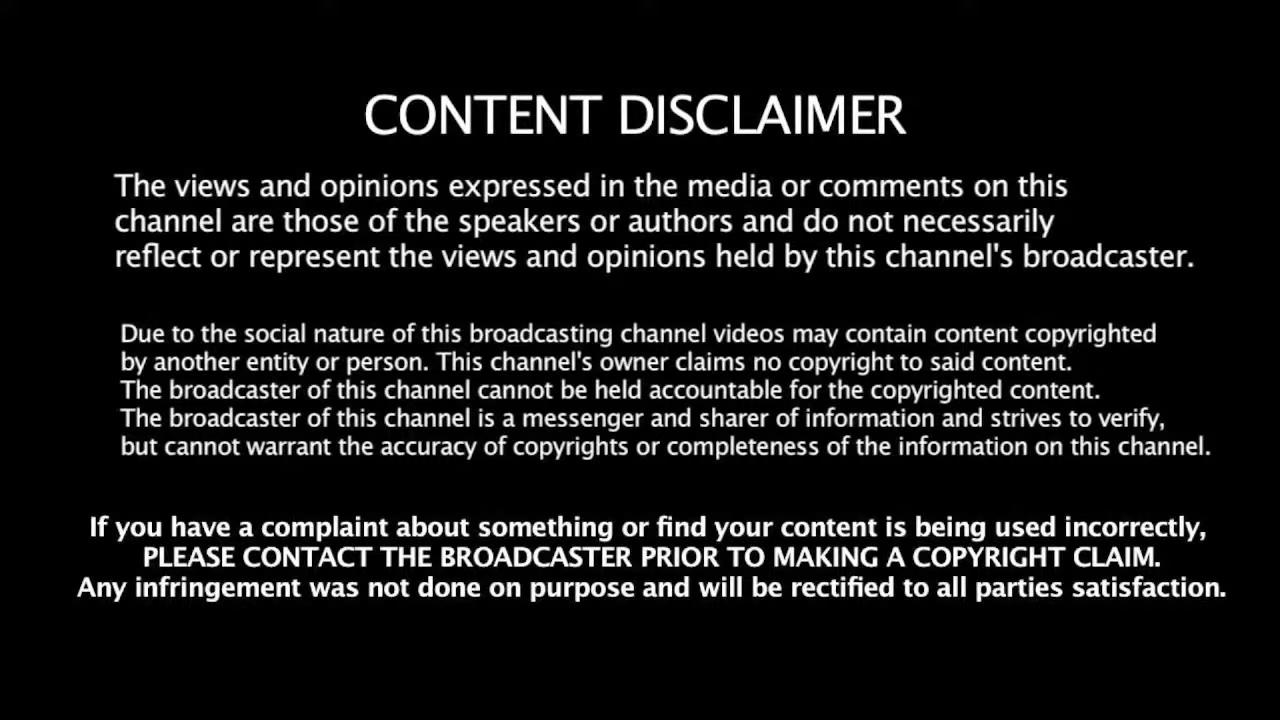 CONTENT DISCLAIMER
The views and opinions expressed in the media or comments on this
channel are those of the speakers or authors and do not necessarily
reflect or represent the views and opinions held by this channel's broadcaster.
Due to the social nature of this broadcasting channel videos may contain content copyrighted
by another entity or person. This channel's owner claims no copyright to said content.
The broadcaster of this channel cannot be held accountable for the copyrighted content.
The broadcaster of this channel is a messenger and sharer of information and strives to verify,
but cannot warrant the accuracy of copyrights or completeness of the information on this channel.
If you have a complaint about something or find your content is being used incorrectly,
PLEASE CONTACT THE BROADCASTER PRIOR TO MAKING A COPYRIGHT CLAIM.
Any infringement was not done on purpose and will be rectified to all parties satisfaction.